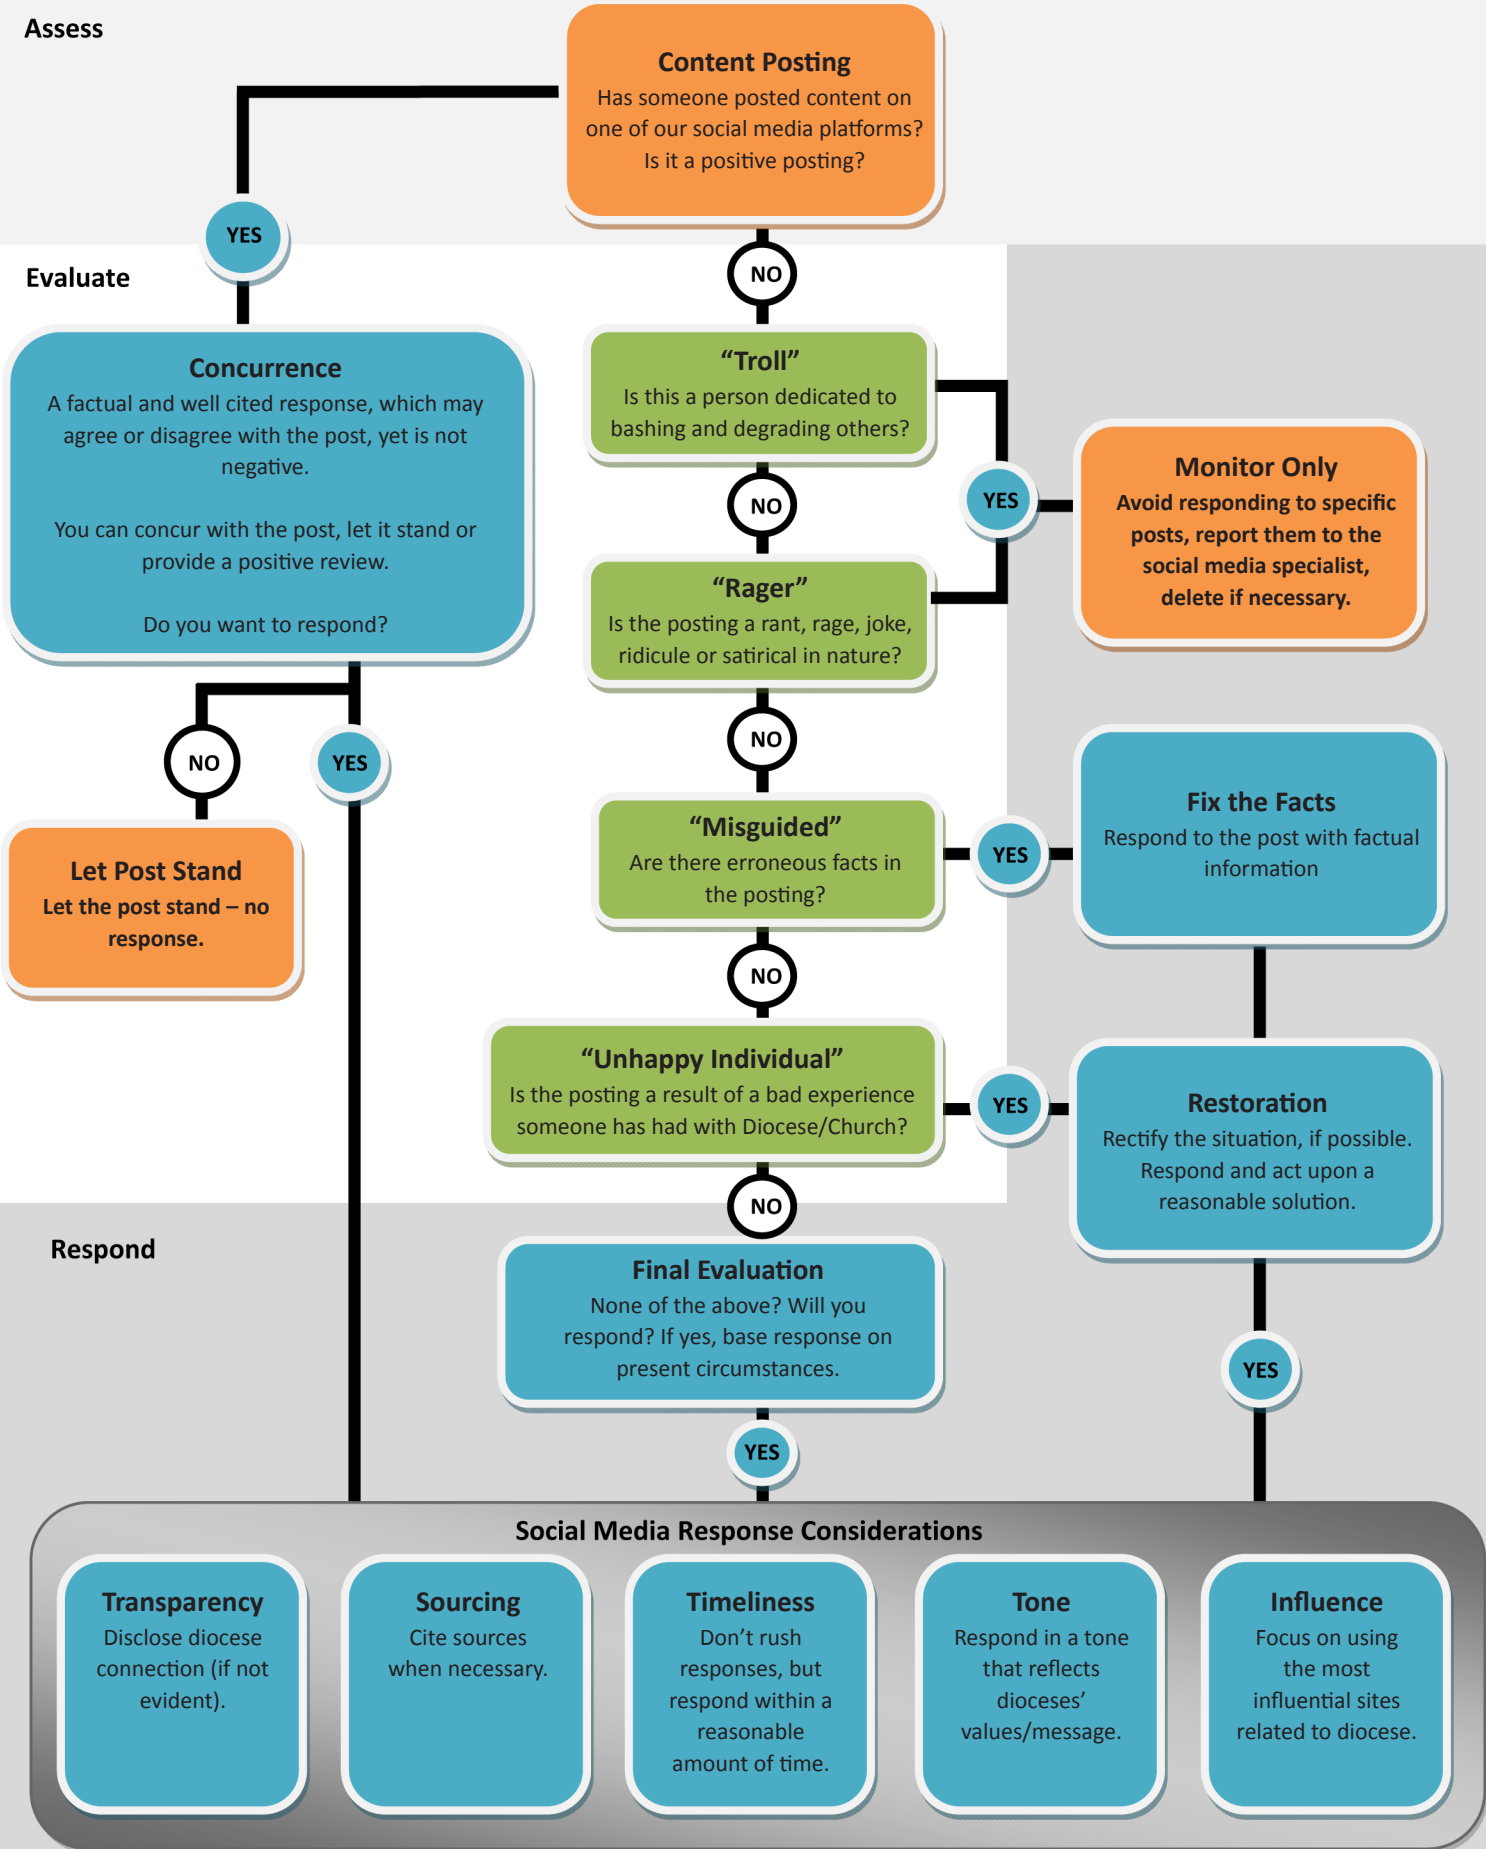 Assess
Content Posting
Has someone posted content on
one of our social media platforms?
Is it a positive posting?
YES
NO
Evaluate
Concurrence
A factual and well cited response, which may
agree or disagree with the post, yet is not
negative.
You can concur with the post, let it stand or
provide a positive review.
Do you want to respond?
“Troll”
Is this a person dedicated to
bashing and degrading others?
NO
YES
Monitor Only
Avoid responding to specific
posts, report them to the
social media specialist,
delete if necessary.
“Rager”
Is the posting a rant, rage, joke,
ridicule or satirical in nature?
NO
NO
YES
Let Post Stand
Let the post stand – no
response.
“Misguided”
Are there erroneous facts in
the posting?
YES
Fix the Facts
Respond to the post with factual
information
NO
“Unhappy Individual”
Is the posting a result of a bad experience
someone has had with Diocese/Church?
YES
Restoration
Rectify the situation, if possible.
Respond and act upon a
reasonable solution.
NO
Respond
Final Evaluation
None of the above? Will you
respond? If yes, base response on
present circumstances.
YES
YES
Social Media Response Considerations
Transparency
Disclose diocese
connection (if not
evident).
Sourcing
Cite sources
when necessary.
Timeliness
Don’t rush
responses, but
respond within a
reasonable
amount of time.
Tone
Respond in a tone
that reflects
dioceses’
values/message.
Influence
Focus on using
the most
influential sites
related to diocese.